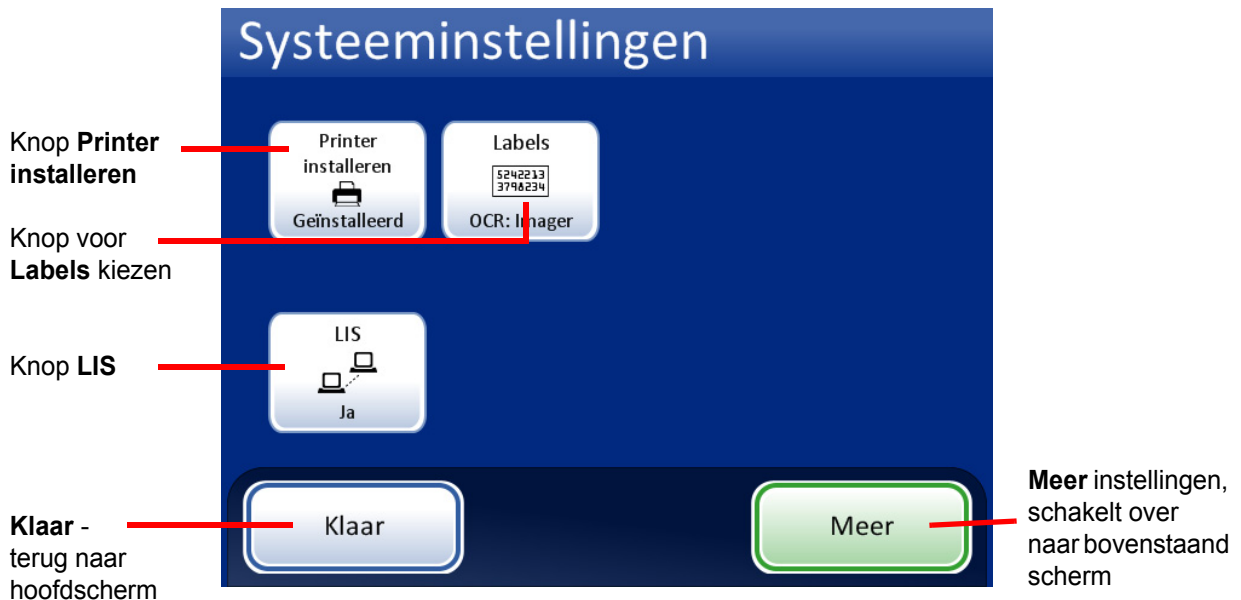 Systeeminstellingen
Knop Printer
installeren
Printer
installeren
Geïnstalleerd
Labels
5242213
3798234
OCR: Imager
Knop voor
Labels kiezen
Knop LIS
LIS
Ja
Klaar -
terug naar
hoofdscherm
Klaar
Meer
Meer instellingen,
schakelt over
naar bovenstaand
scherm